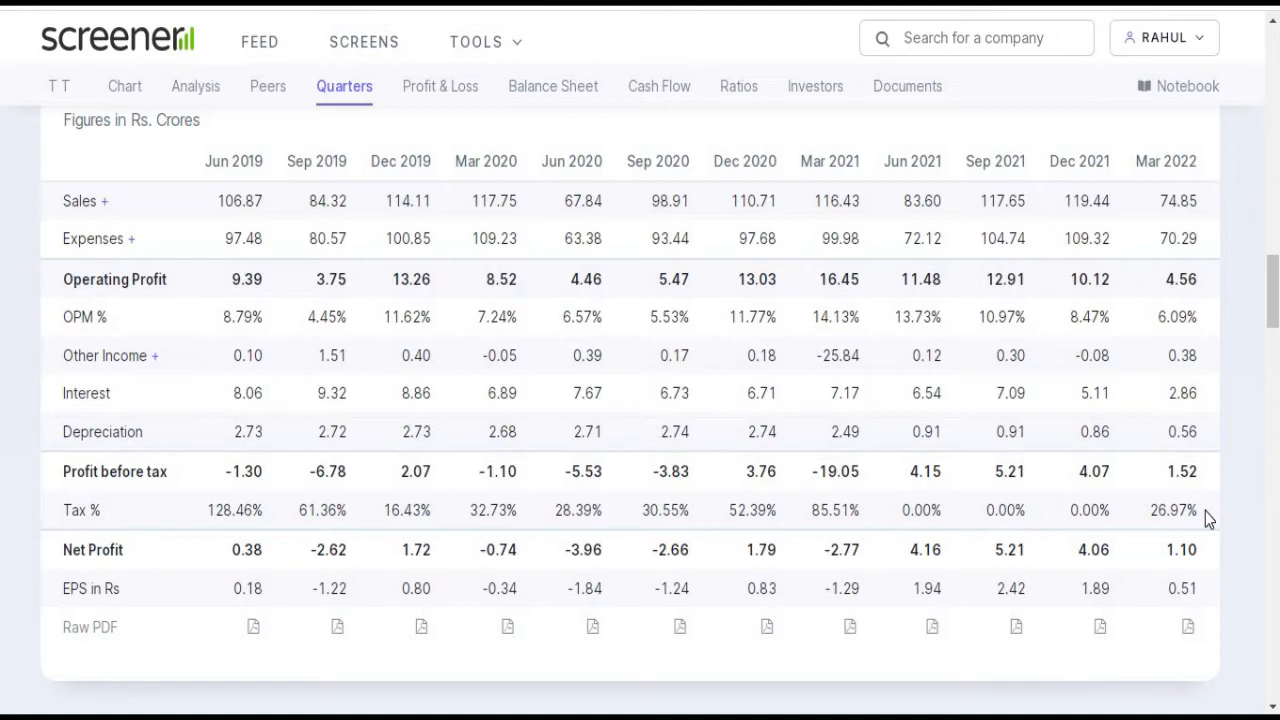 screener FEED SCREENS TOOLS Search for a company RAHUL
T T Chart Analysis Peers Quarters Profit & Loss Balance Sheet Cash Flow Ratios Investors Documents Notebook
Figures in Rs. Crores
Jun 2019 Sep 2019 Dec 2019 Mar 2020 Jun 2020 Sep 2020 Dec 2020 Mar 2021 Jun 2021 Sep 2021 Dec 2021 Mar 2022
Sales + 106.87 84.32 114.11 117.75 67.84 98.91 110.71 116.43 83.60 117.65 119.44 74.85
Expenses + 97.48 80.57 100.85 109.23 63.38 93.44 97.68 99.98 72.12 104.74 109.32 70.29
Operating Profit 9.39 3.75 13.26 8.52 4.46 5.47 13.03 16.45 11.48 12.91 10.12 4.56
OPM % 8.79% 4.45% 11.62% 7.24% 6.57% 5.53% 11.77% 14.13% 13.73% 10.97% 8.47% 6.09%
Other Income + 0.10 1.51 0.40 -0.05 0.39 0.17 0.18 -25.84 0.12 0.30 -0.08 0.38
Interest 8.06 9.32 8.86 6.89 7.67 6.73 6.71 7.17 6.54 7.09 5.11 2.86
Depreciation 2.73 2.72 2.73 2.68 2.71 2.74 2.74 2.49 0.91 0.91 0.86 0.56
Profit before tax -1.30 -6.78 2.07 -1.10 -5.53 -3.83 3.76 -19.05 4.15 5.21 4.07 1.52
Tax % 128.46% 61.36% 16.43% 32.73% 28.39% 30.55% 52.39% 85.51% 0.00% 0.00% 0.00% 26.97%
Net Profit 0.38 -2.62 1.72 -0.74 -3.96 -2.66 1.79 -2.77 4.16 5.21 4.06 1.10
EPS in Rs 0.18 -1.22 0.80 -0.34 -1.84 -1.24 0.83 -1.29 1.94 2.42 1.89 0.51
Raw PDF